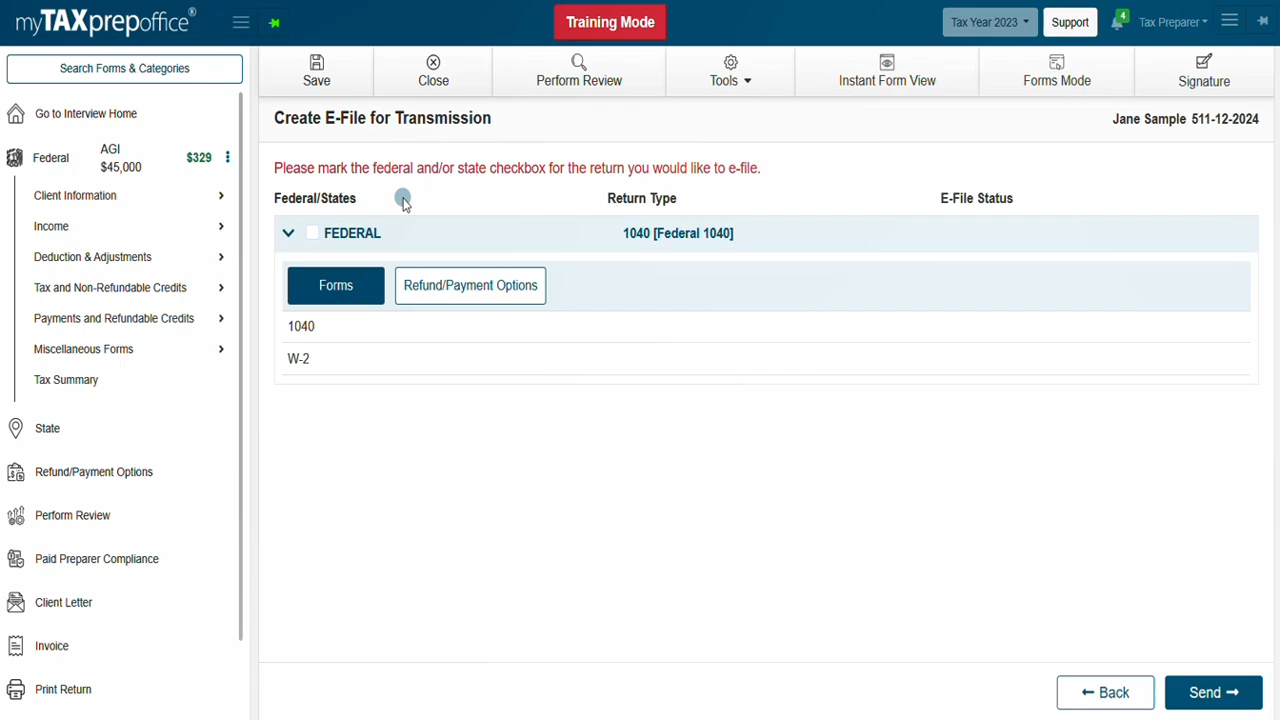 myTAXprepoffice®
Training Mode
Tax Year 2023
Support
4
Tax Preparer
Search Forms & Categories
Save
Close
Perform Review
Tools
Instant Form View
Forms Mode
Signature
Go to Interview Home
Federal
AGI
$45,000
$329
Client Information
Income
Deduction & Adjustments
Tax and Non-Refundable Credits
Payments and Refundable Credits
Miscellaneous Forms
Tax Summary
State
Refund/Payment Options
Perform Review
Paid Preparer Compliance
Client Letter
Invoice
Print Return
Create E-File for Transmission
Jane Sample 511-12-2024
Please mark the federal and/or state checkbox for the return you would like to e-file.
Federal/States Return Type E-File Status
FEDERAL 1040 [Federal 1040]
Forms Refund/Payment Options
1040
W-2
Back Send